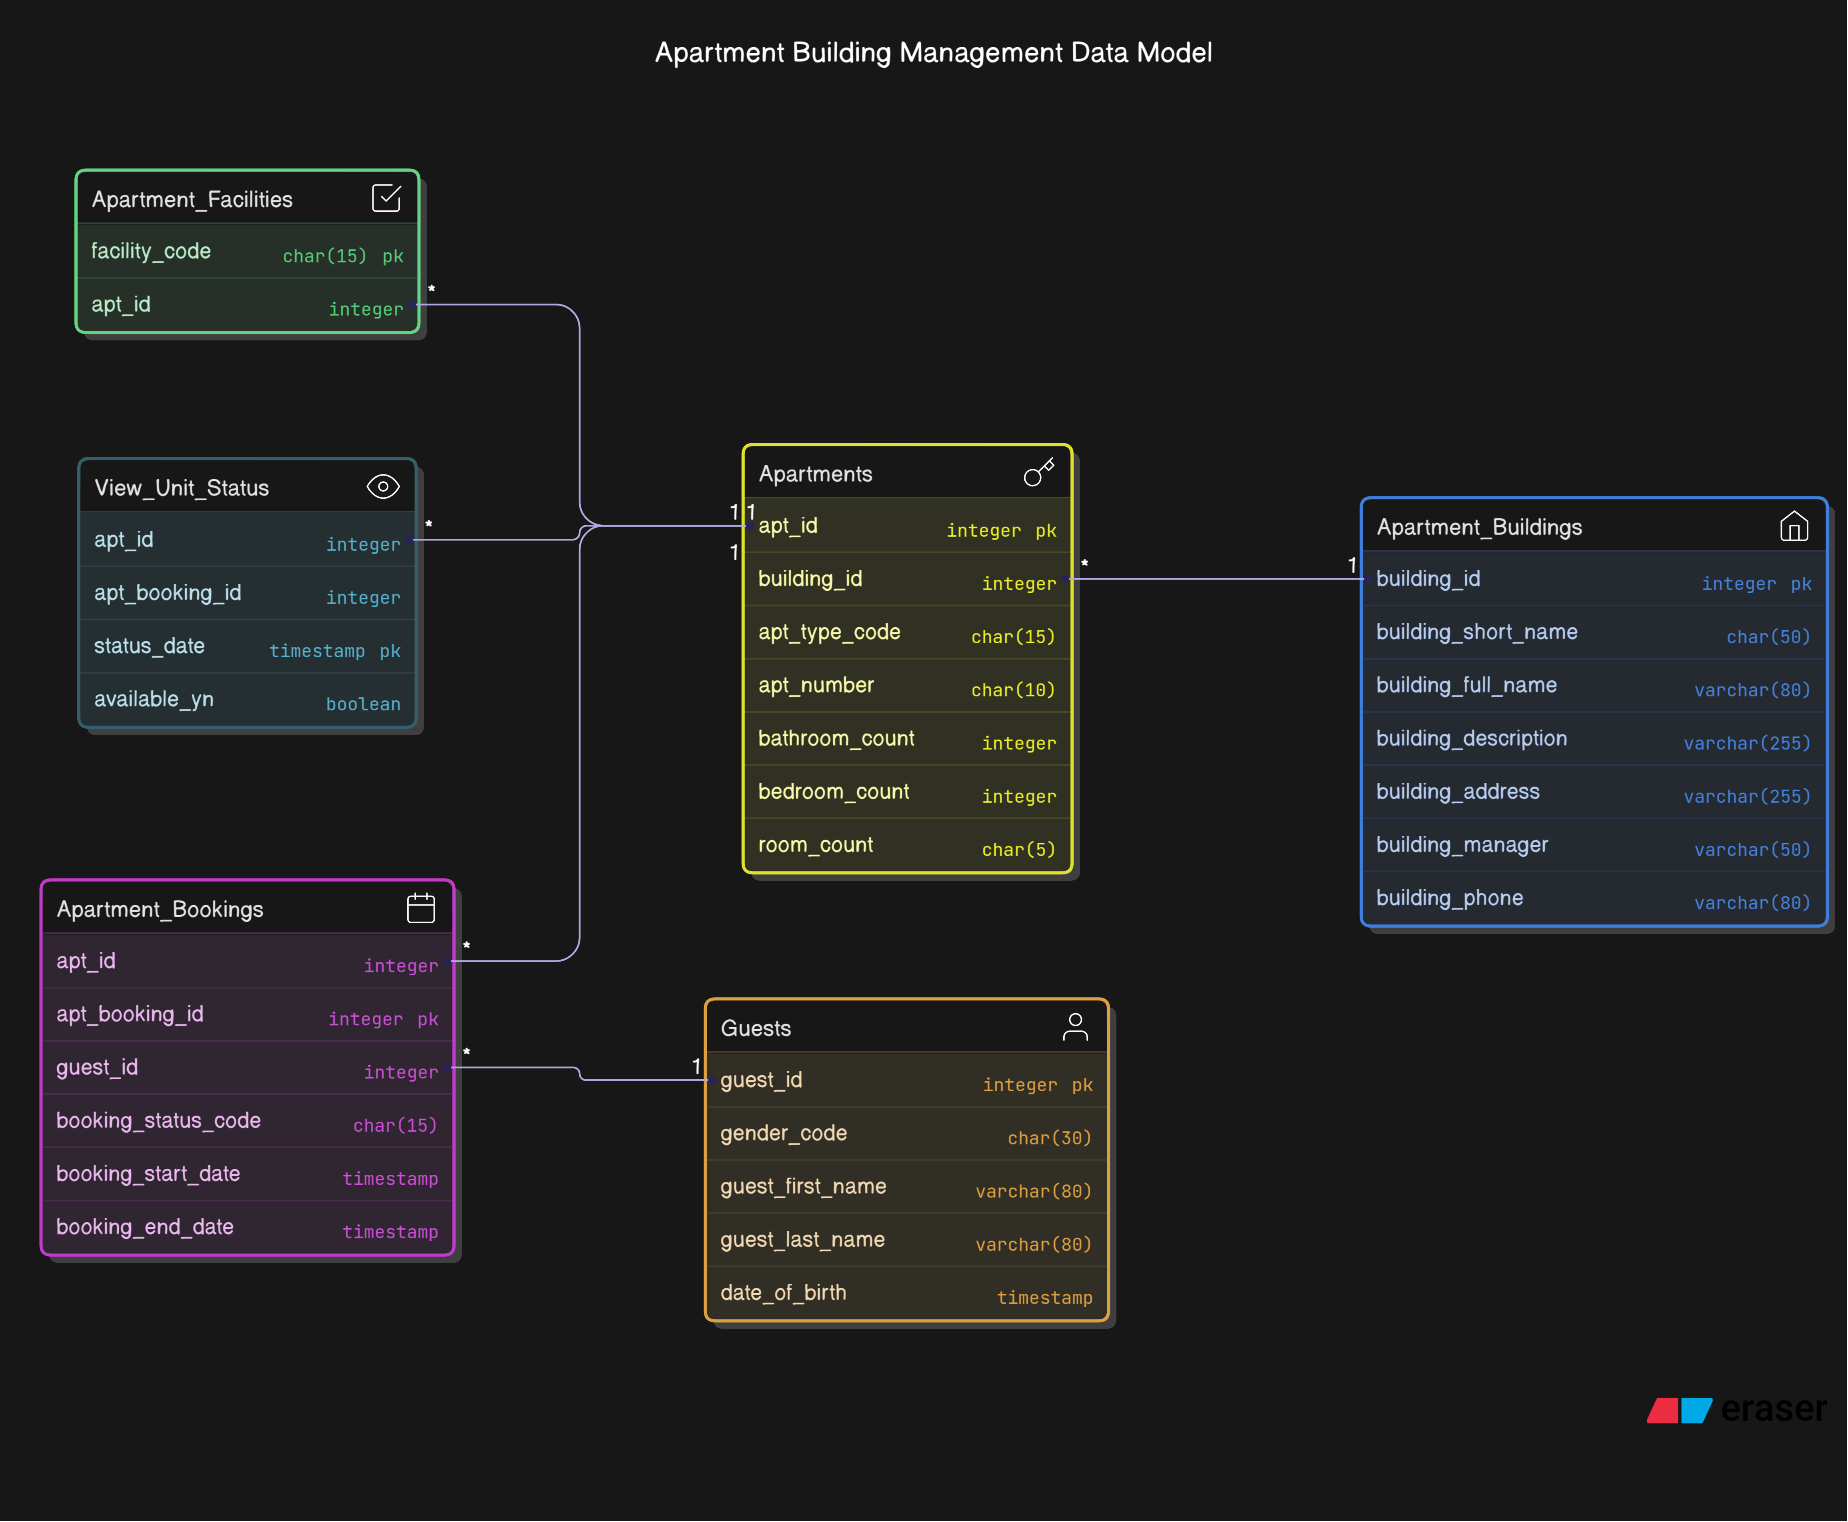 Apartment Building Management Data Model
Apartment_Facilities
facility_code char(15) pk
apt_id integer
*
View_Unit_Status
apt_id integer
*
apt_booking_id integer
status_date timestamp pk
available_yn boolean
Apartment_Bookings
apt_id integer
*
apt_booking_id integer pk
guest_id integer
*
booking_status_code char(15)
booking_start_date timestamp
booking_end_date timestamp
Apartments
1 1
apt_id integer pk
1
building_id integer
*
apt_type_code char(15)
apt_number char(10)
bathroom_count integer
bedroom_count integer
room_count char(5)
Guests
1
guest_id integer pk
gender_code char(30)
guest_first_name varchar(80)
guest_last_name varchar(80)
date_of_birth timestamp
Apartment_Buildings
1
building_id integer pk
building_short_name char(50)
building_full_name varchar(80)
building_description varchar(255)
building_address varchar(255)
building_manager varchar(50)
building_phone varchar(80)
eraser